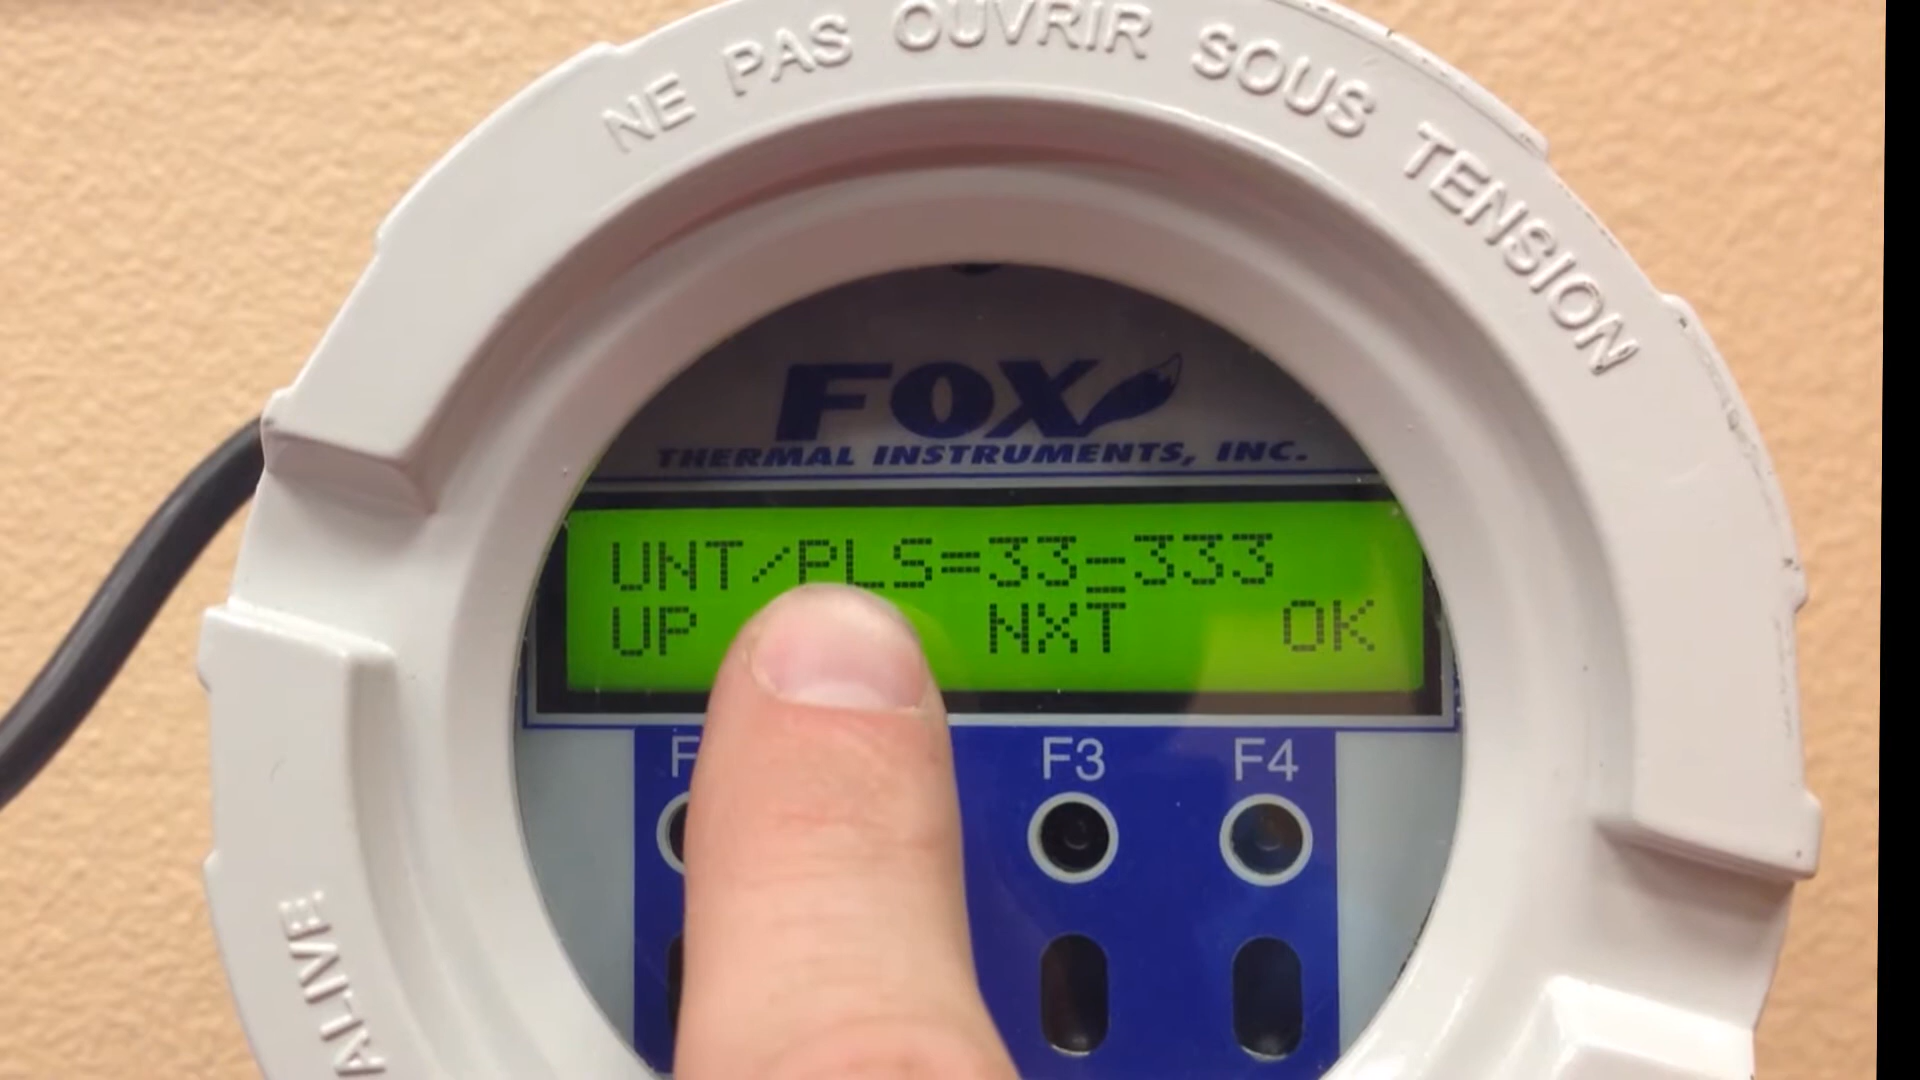 NE PAS OUVRIR SOUS TENSION
FOX
THERMAL INSTRUMENTS, INC.
UNT/PLS=33_333
UP NXT OK
F3 F4
ALIVE